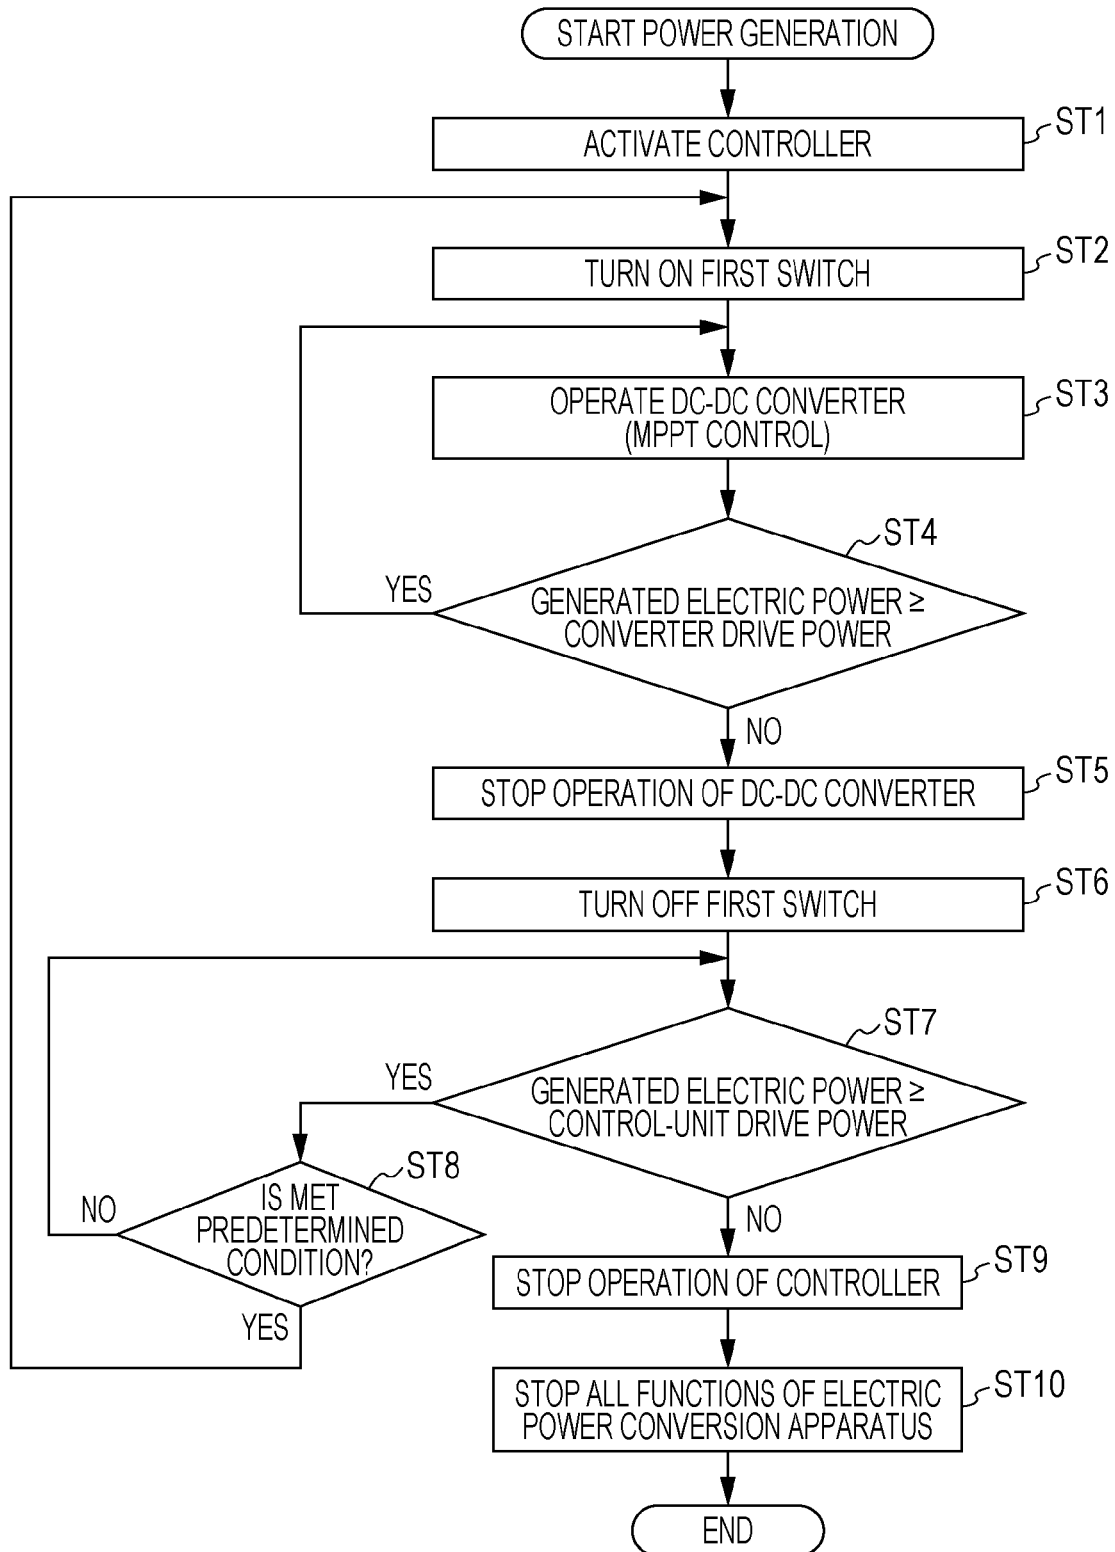 START POWER GENERATION
ST1
ACTIVATE CONTROLLER
ST2
TURN ON FIRST SWITCH
ST3
OPERATE DC-DC CONVERTER
(MPPT CONTROL)
ST4
YES
GENERATED ELECTRIC POWER ≥
CONVERTER DRIVE POWER
NO
ST5
STOP OPERATION OF DC-DC CONVERTER
ST6
TURN OFF FIRST SWITCH
ST7
YES
GENERATED ELECTRIC POWER ≥
CONTROL-UNIT DRIVE POWER
ST8
NO
IS MET
PREDETERMINED
CONDITION?
YES
NO
ST9
STOP OPERATION OF CONTROLLER
ST10
STOP ALL FUNCTIONS OF ELECTRIC
POWER CONVERSION APPARATUS
END